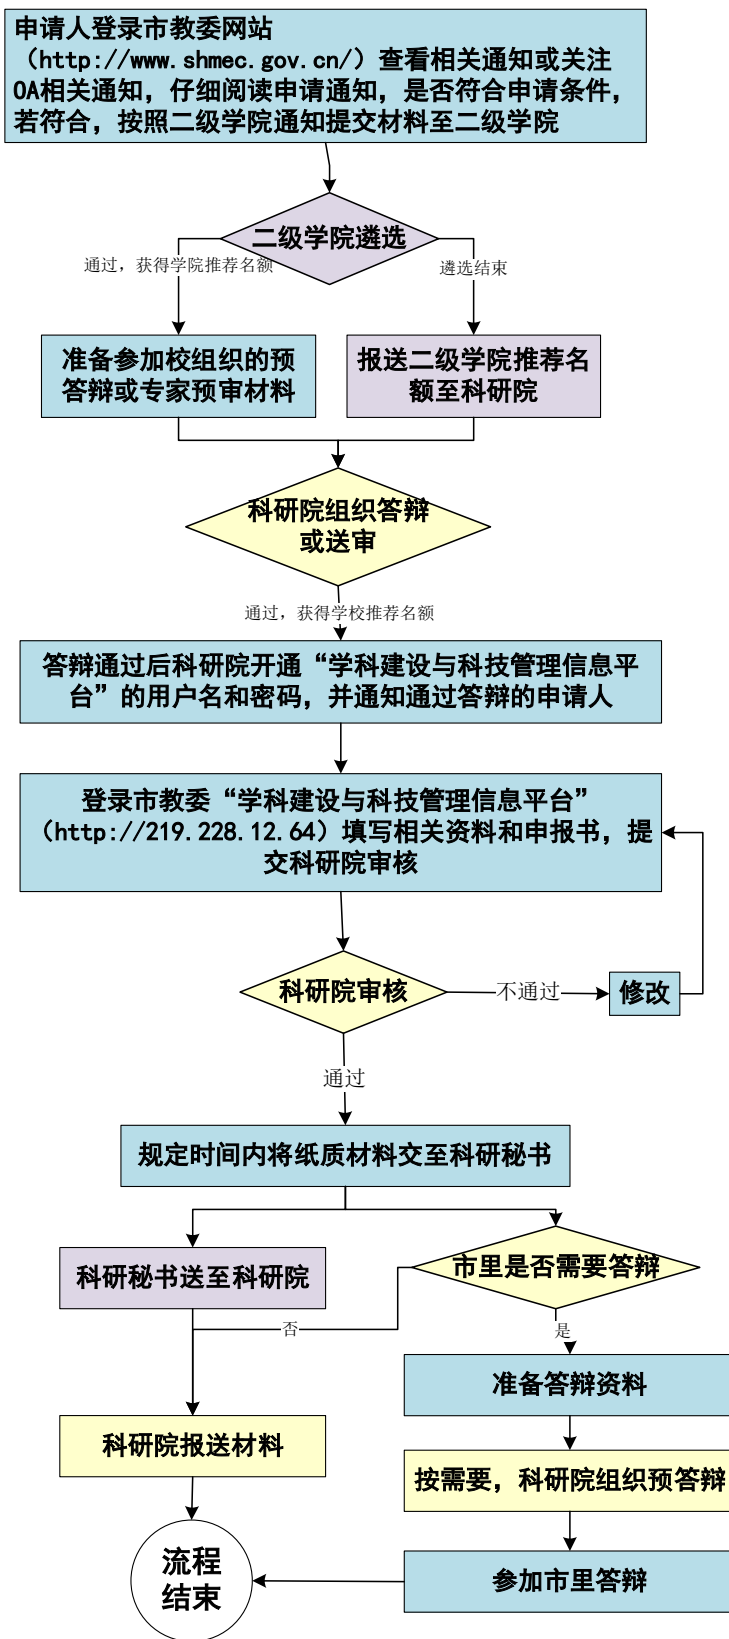 申请人登录市教委网站
（http://www.shmec.gov.cn/）查看相关通知或关注
OA相关通知，仔细阅读申请通知，是否符合申请条件，
若符合，按照二级学院通知提交材料至二级学院
二级学院遴选
通过，获得学院推荐名额
遴选结束
准备参加校组织的预
答辩或专家预审材料
报送二级学院推荐名
额至科研院
科研院组织答辩
或送审
通过，获得学校推荐名额
答辩通过后科研院开通“学科建设与科技管理信息平
台”的用户名和密码，并通知通过答辩的申请人
登录市教委“学科建设与科技管理信息平台”
（http://219.228.12.64）填写相关资料和申报书，提
交科研院审核
科研院审核
不通过
修改
通过
规定时间内将纸质材料交至科研秘书
科研秘书送至科研院
市里是否需要答辩
否
是
准备答辩资料
科研院报送材料
按需要，科研院组织预答辩
流程
结束
参加市里答辩